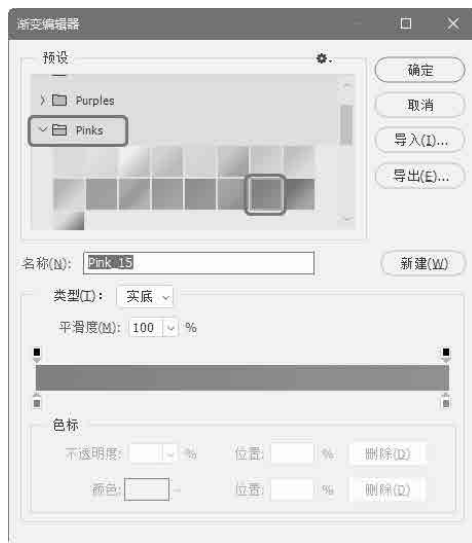 渐变编辑器
预设
确定
Purples
取消
Pinks
导入(I)...
导出(E)...
名称(N): Pink_15
新建(W)
类型(T): 实底
平滑度(M): 100 %
色标
不透明度: % 位置: % 删除(D)
颜色: 位置: % 删除(D)